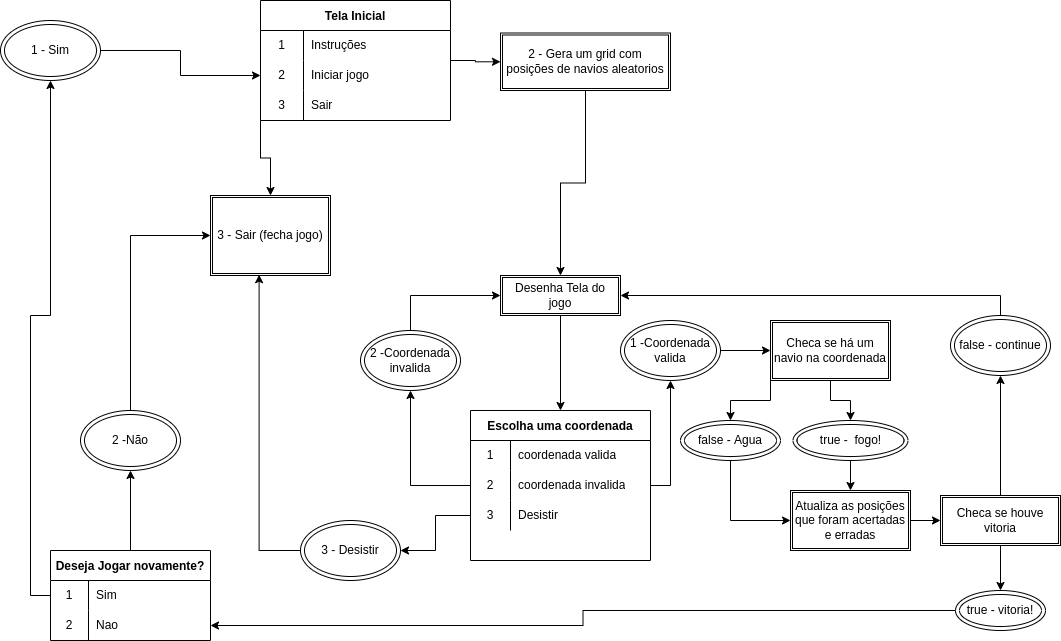 Tela Inicial
1 Instruções
2 Iniciar jogo
3 Sair
1 - Sim
2 - Gera um grid com
posições de navios aleatorios
3 - Sair (fecha jogo)
Desenha Tela do
jogo
2 -Coordenada
invalida
1 -Coordenada
valida
Checa se há um
navio na coordenada
false - continue
Escolha uma coordenada
1 coordenada valida
2 coordenada invalida
3 Desistir
false - Agua
true - fogo!
2 -Não
Atualiza as posições
que foram acertadas
e erradas
Checa se houve
vitoria
3 - Desistir
Deseja Jogar novamente?
1 Sim
2 Nao
true - vitoria!